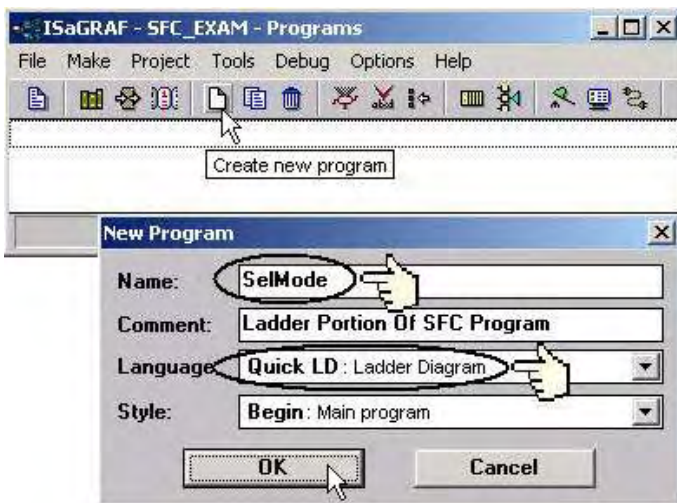 ISaGRAF - SFC_EXAM - Programs
File Make Project Tools Debug Options Help
Create new program
New Program
Name: SelMode
Comment: Ladder Portion Of SFC Program
Language Quick LD : Ladder Diagram
Style: Begin : Main program
OK Cancel